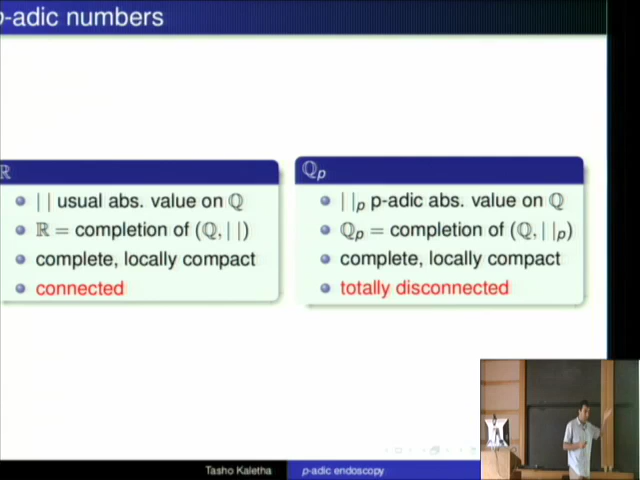 p-adic numbers
ℝ
| | usual abs. value on ℚ
ℝ = completion of (ℚ, | |)
complete, locally compact
connected
ℚp
| |p p-adic abs. value on ℚ
ℚp = completion of (ℚ, | |p)
complete, locally compact
totally disconnected
Tasho Kaletha
p-adic endoscopy